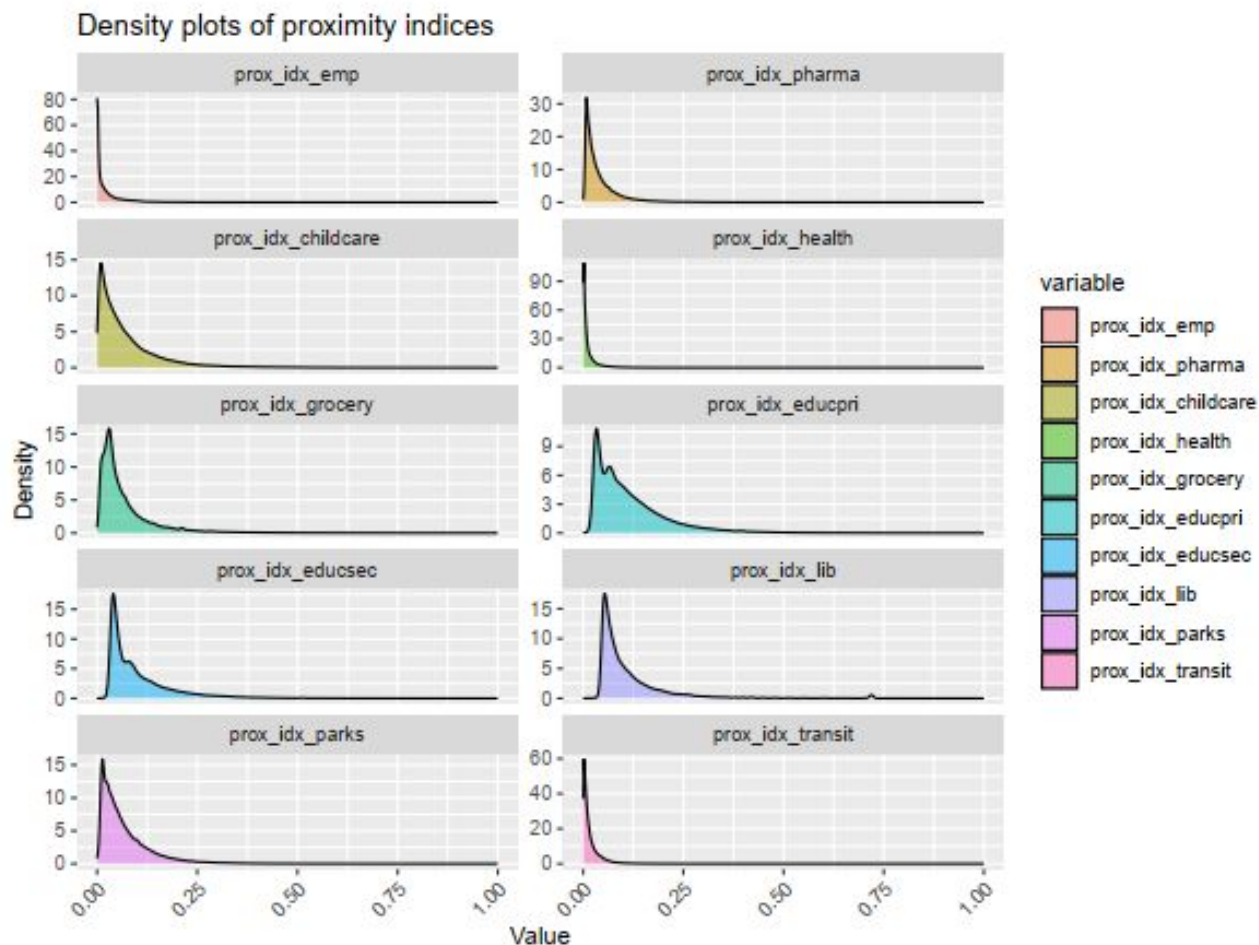 Density plots of proximity indices
prox_idx_emp
prox_idx_pharma
80
60
40
20
0
30
20
10
0
prox_idx_childcare
prox_idx_health
15
10
5
0
90
60
30
0
prox_idx_grocery
prox_idx_educpri
15
10
5
0
9
6
3
0
prox_idx_educsec
prox_idx_lib
15
10
5
0
15
10
5
0
prox_idx_parks
prox_idx_transit
15
10
5
0
60
40
20
0
0.00
0.25
0.50
0.75
1.00
0.00
0.25
0.50
0.75
1.00
Density
Value
variable
prox_idx_emp
prox_idx_pharma
prox_idx_childcare
prox_idx_health
prox_idx_grocery
prox_idx_educpri
prox_idx_educsec
prox_idx_lib
prox_idx_parks
prox_idx_transit